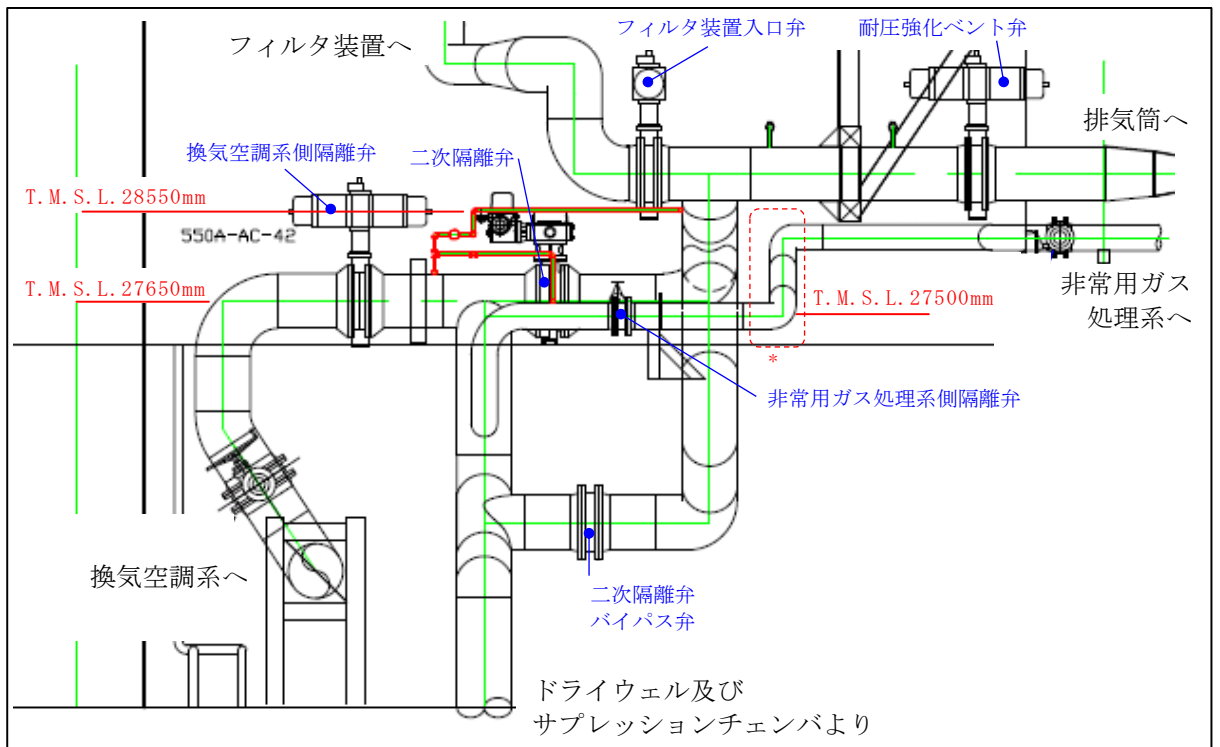 フィルタ装置へ
フィルタ装置入口弁
耐圧強化ベント弁
排気筒へ
換気空調系側隔離弁
二次隔離弁
T.M.S.L.28550mm
550A-AC-42
T.M.S.L.27650mm
T.M.S.L.27500mm
非常用ガス
処理系へ
*
非常用ガス処理系側隔離弁
換気空調系へ
二次隔離弁
バイパス弁
ドライウェル及び
サプレッションチェンバより